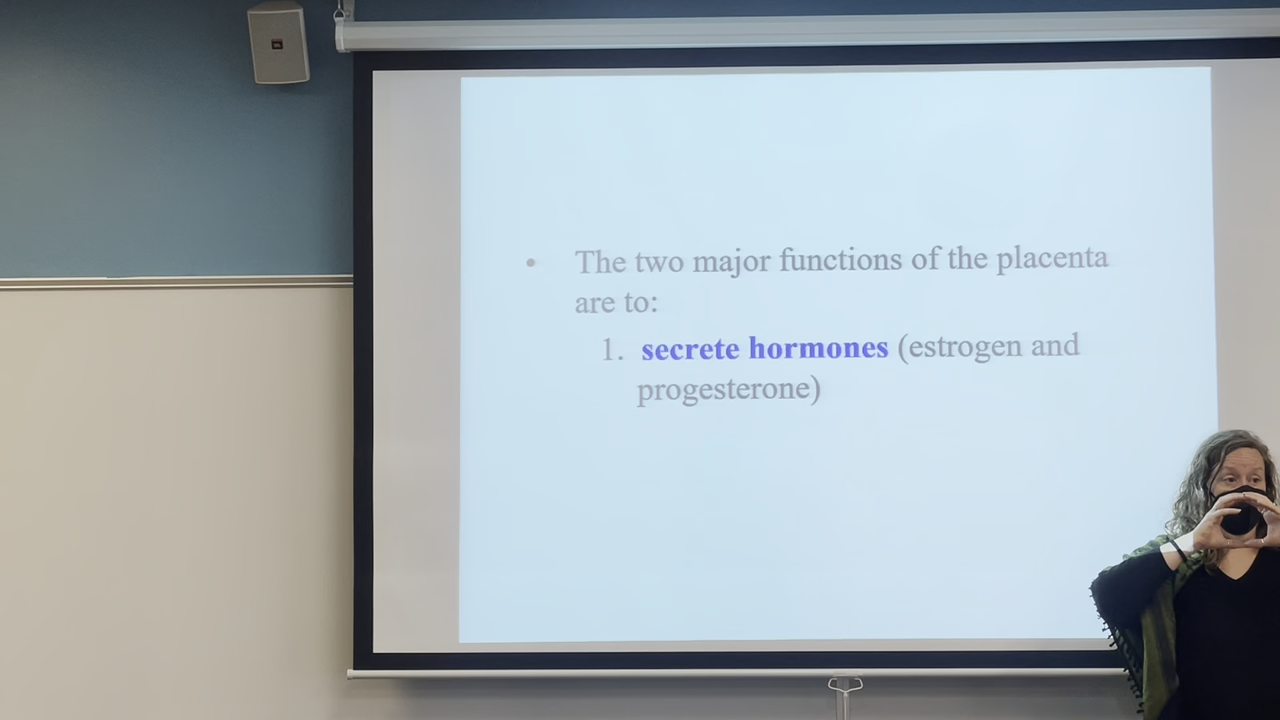 • The two major functions of the placenta
are to:
1. secrete hormones (estrogen and
progesterone)